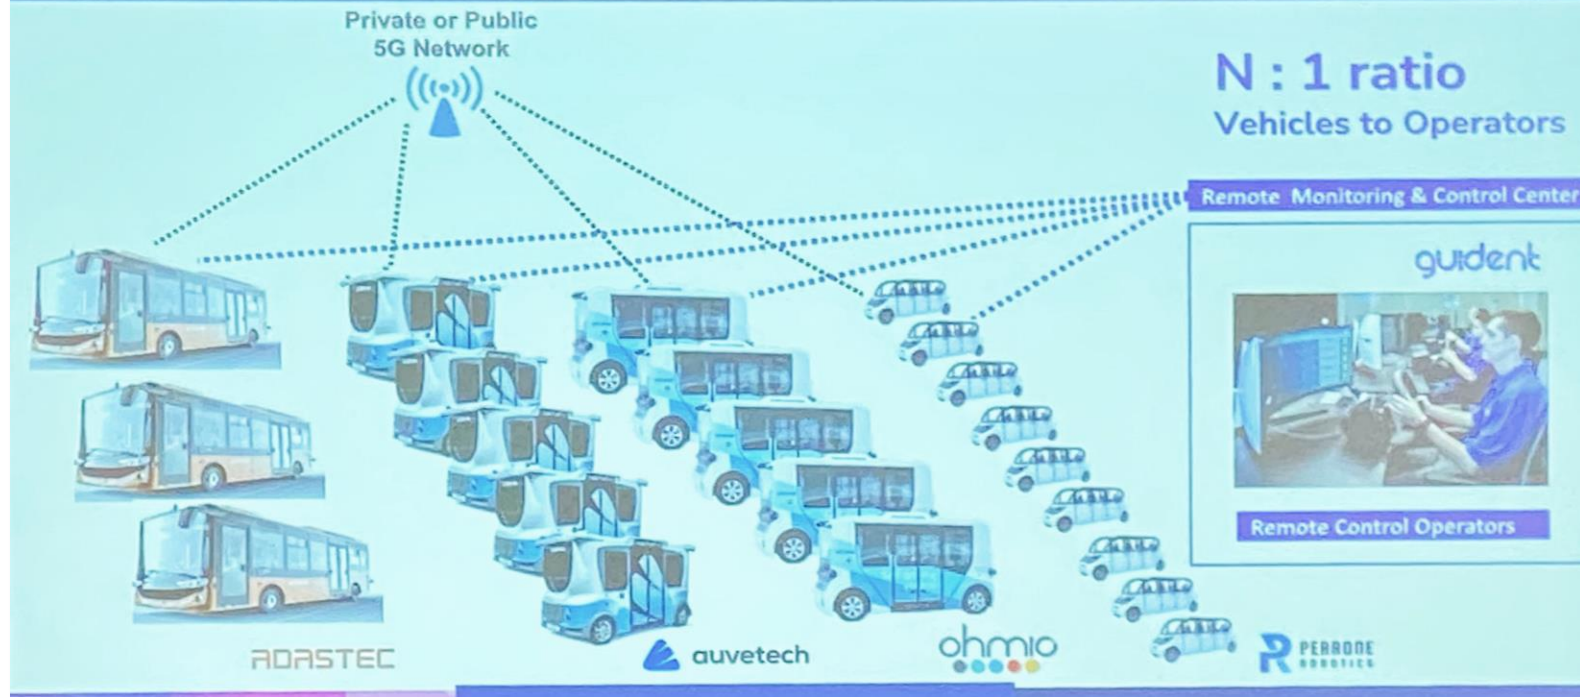 Private or Public
5G Network
N : 1 ratio
Vehicles to Operators
Remote Monitoring & Control Center
guident
Remote Control Operators
ADASTEC
auvetech
ohmio
PERRONE
ROBOTICS